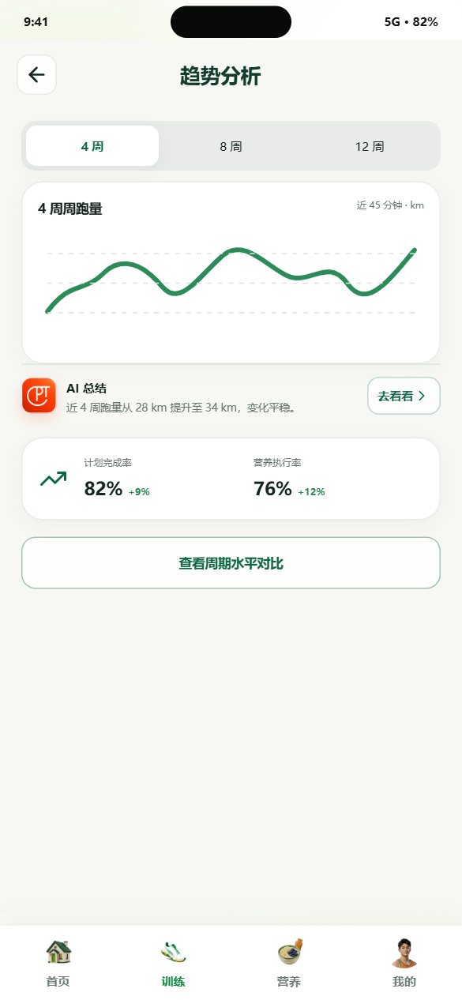 9:41
5G • 82%
趋势分析
4 周
8 周
12 周
4 周周跑量
近 45 分钟 · km
AI 总结
近 4 周跑量从 28 km 提升至 34 km，变化平稳。
去看看
计划完成率
营养执行率
82% +9%
76% +12%
查看周期水平对比
首页
训练
营养
我的